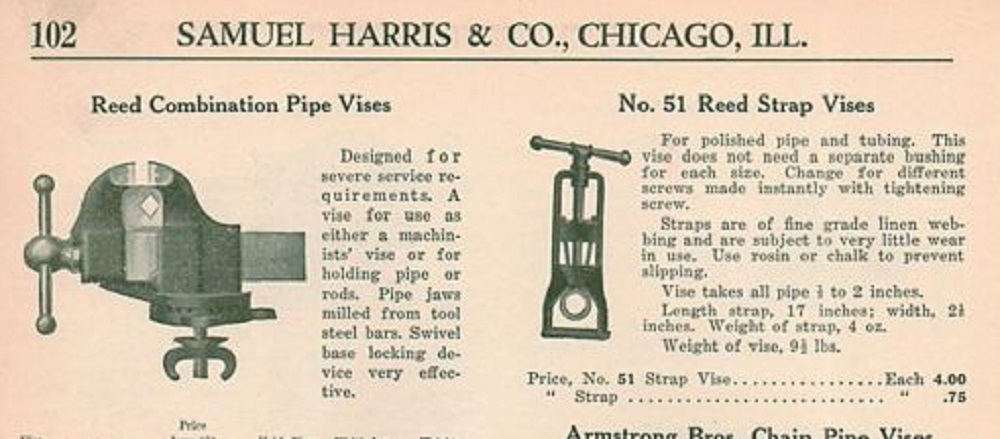 102 SAMUEL HARRIS & CO., CHICAGO, ILL.
Reed Combination Pipe Vises
Designed for
severe service re-
quirements. A
vise for use as
either a machin-
ists' vise or for
holding pipe or
rods. Pipe jaws
milled from tool
steel bars. Swivel
base locking de-
vice very effec-
tive.
Price
No. 51 Reed Strap Vises
For polished pipe and tubing. This
vise does not need a separate bushing
for each size. Change for different
screws made instantly with tightening
screw.
Straps are of fine grade linen web-
bing and are subject to very little wear
in use. Use rosin or chalk to prevent
slipping.
Vise takes all pipe to 2 inches.
Length strap, 17 inches; width,
inches. Weight of strap, 4 oz.
Weight of vise, 9½ lbs.
Price, No. 51 Strap Vise...............Each 4.00
" Strap .......................... " .75
Armstrong Bros. Chain Pipe Vises